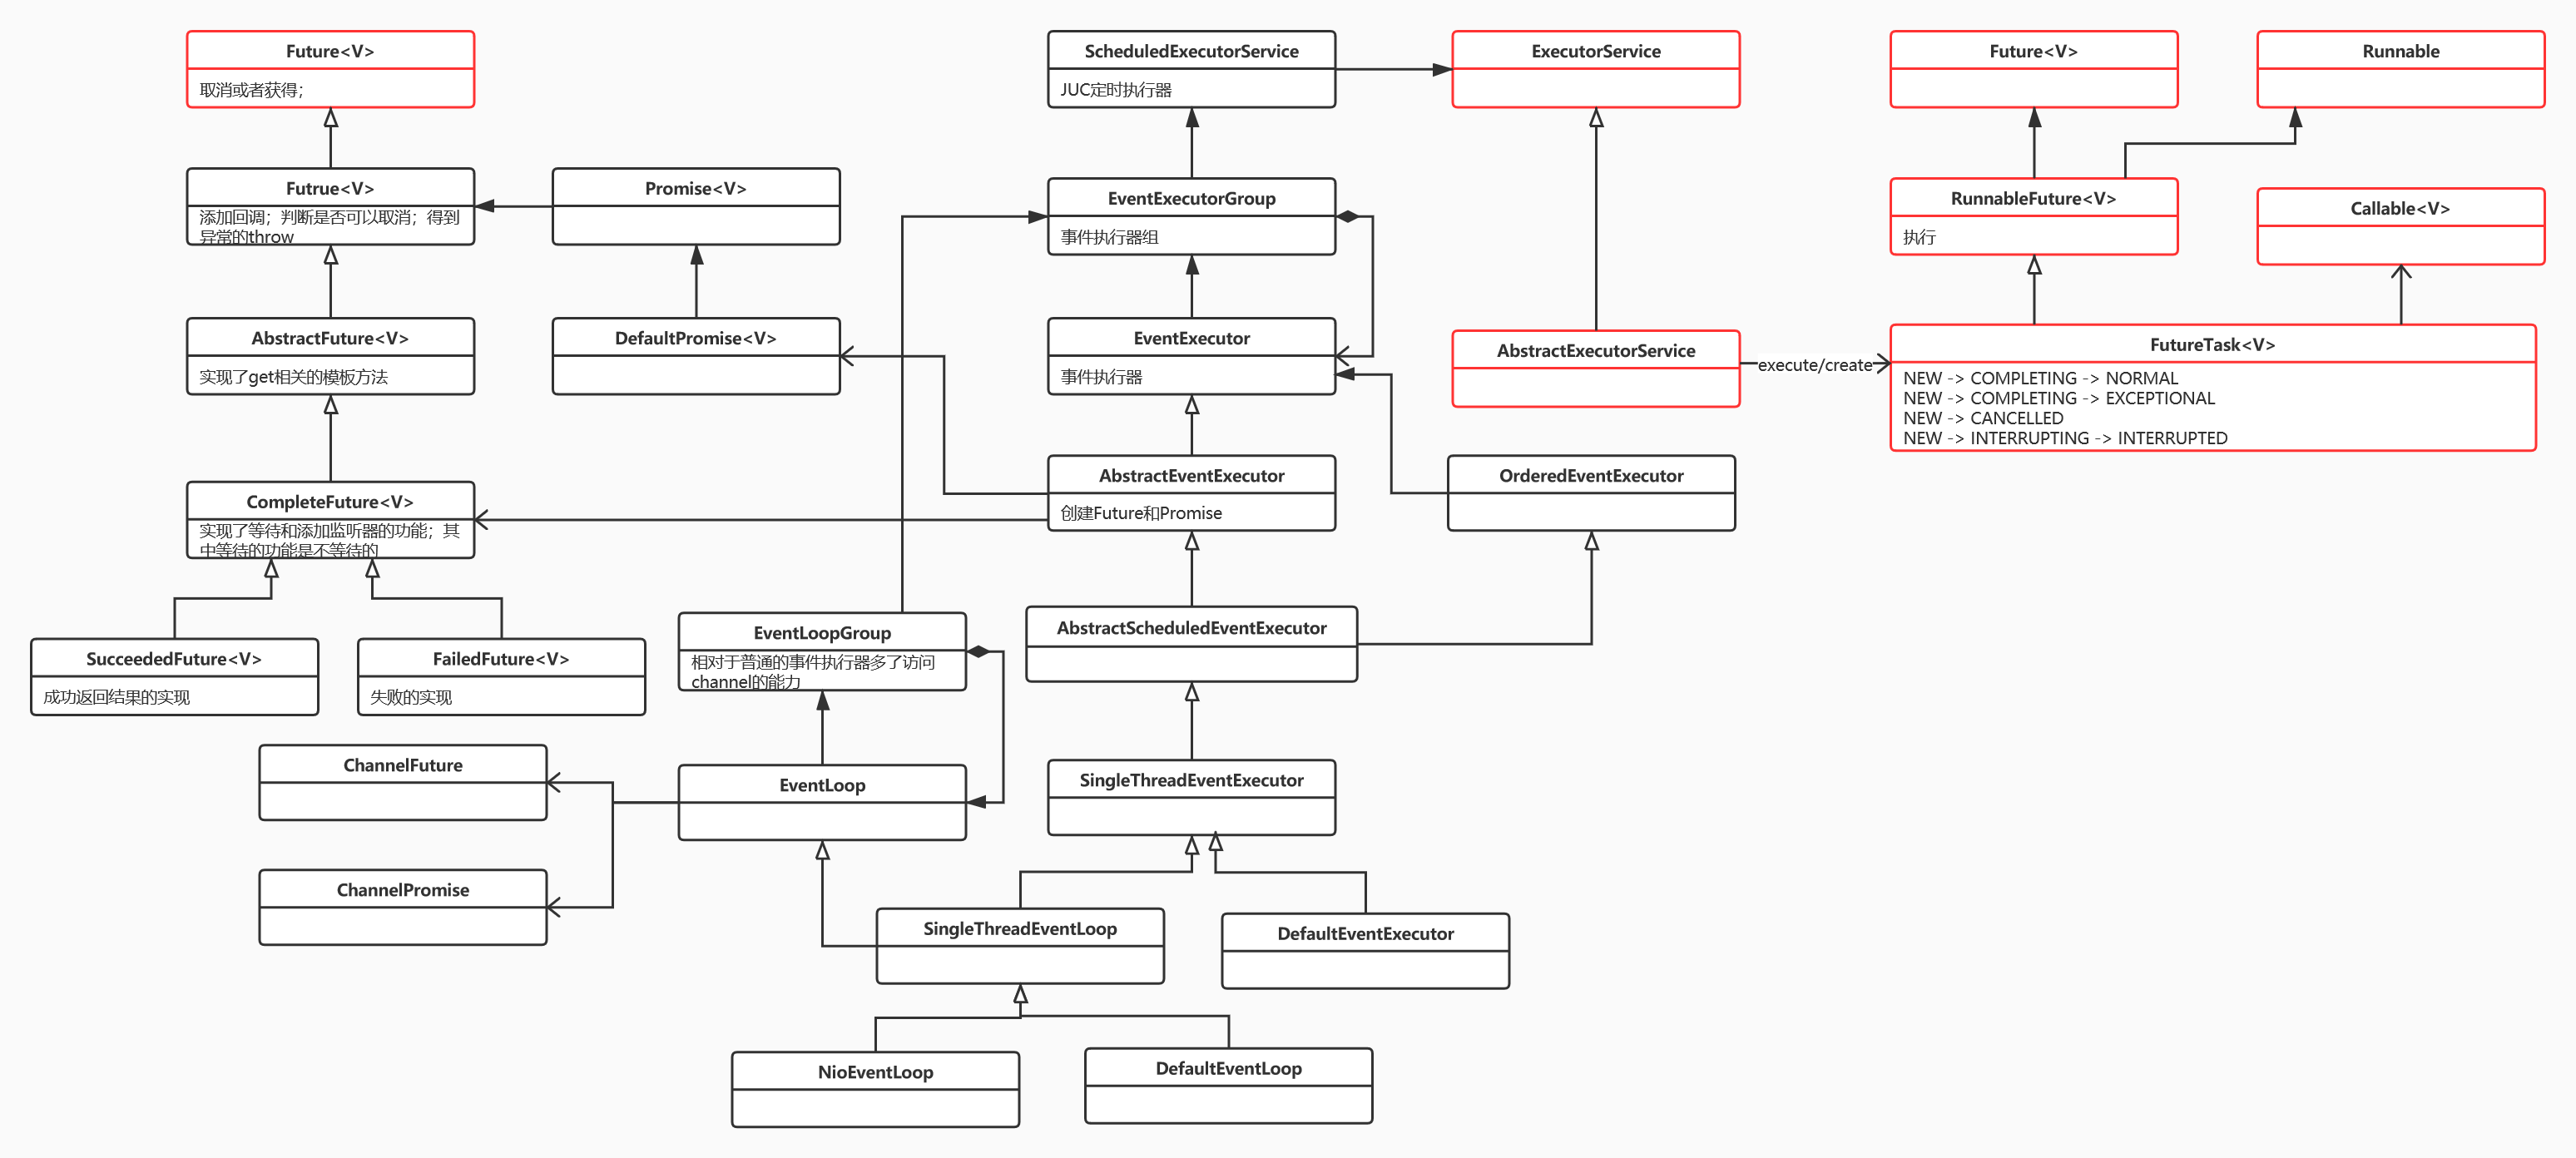 Future<V>
取消或者获得；
Futrue<V>
添加回调；判断是否可以取消；得到
异常的throw
Promise<V>
AbstractFuture<V>
实现了get相关的模板方法
DefaultPromise<V>
CompleteFuture<V>
实现了等待和添加监听器的功能；其
中等待的功能是不等待的
SucceededFuture<V>
成功返回结果的实现
FailedFuture<V>
失败的实现
ChannelFuture
ChannelPromise
EventLoopGroup
相对于普通的事件执行器多了访问
channel的能力
EventLoop
ScheduledExecutorService
JUC定时执行器
EventExecutorGroup
事件执行器组
EventExecutor
事件执行器
AbstractEventExecutor
创建Future和Promise
AbstractScheduledEventExecutor
SingleThreadEventExecutor
SingleThreadEventLoop
DefaultEventExecutor
NioEventLoop
DefaultEventLoop
ExecutorService
AbstractExecutorService
execute/create
OrderedEventExecutor
Future<V>
Runnable
RunnableFuture<V>
执行
Callable<V>
FutureTask<V>
NEW -> COMPLETING -> NORMAL
NEW -> COMPLETING -> EXCEPTIONAL
NEW -> CANCELLED
NEW -> INTERRUPTING -> INTERRUPTED